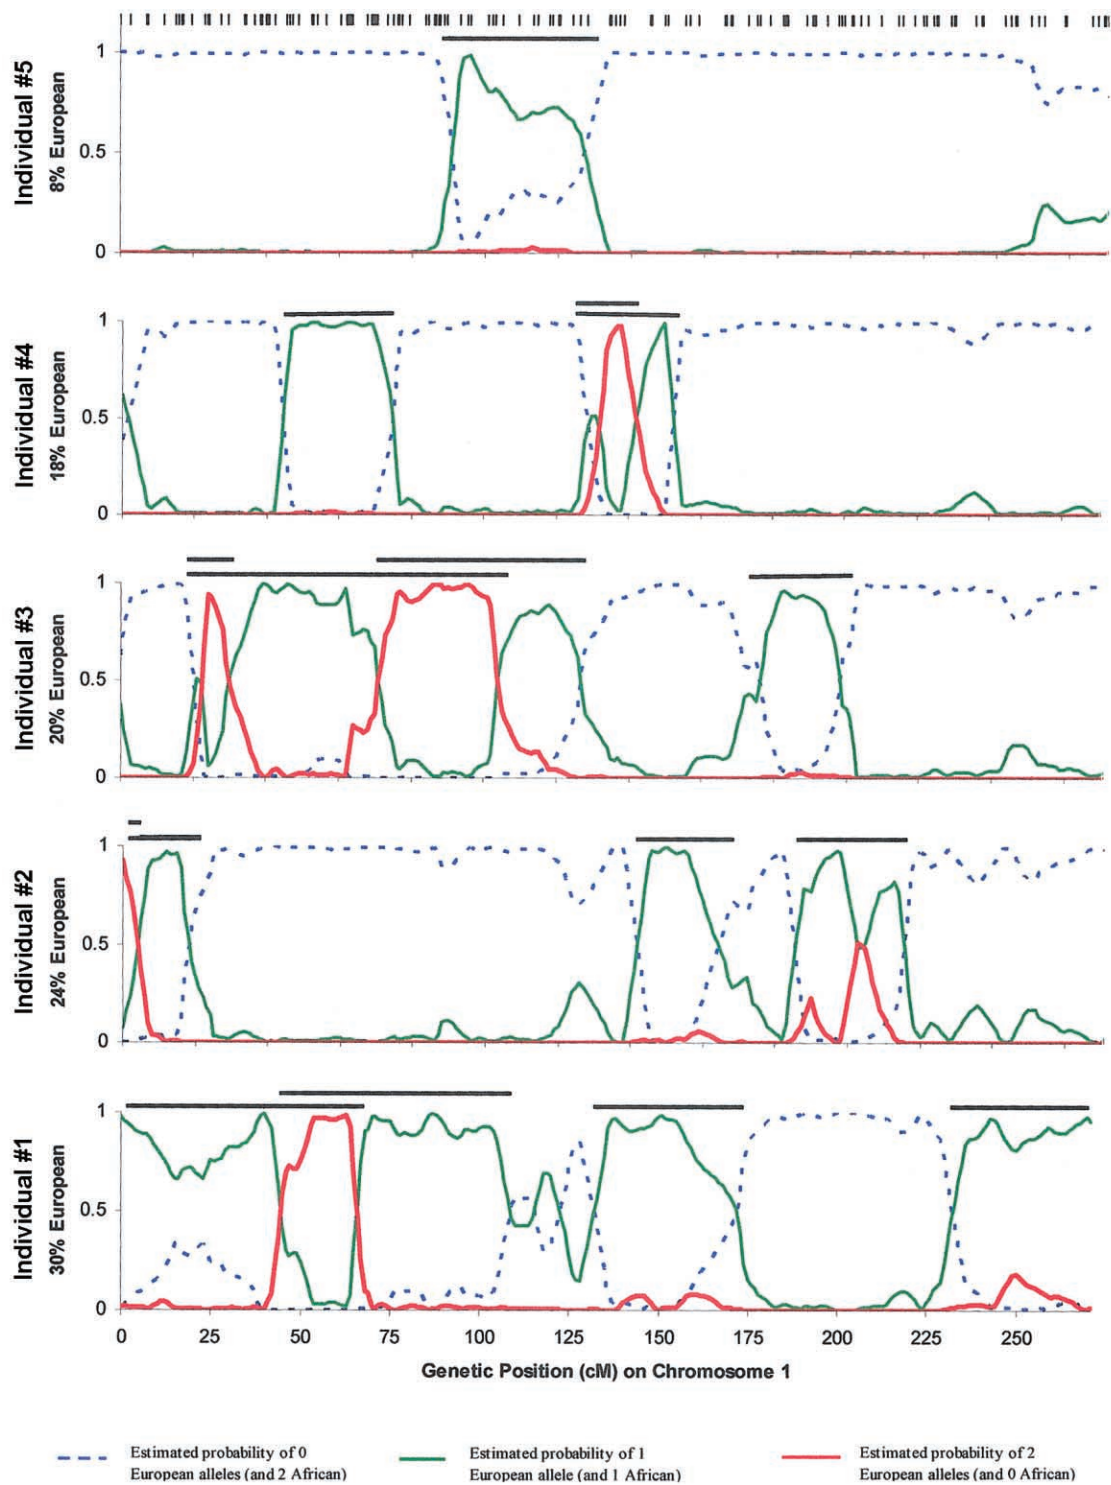 Individual #5
8% European
1
0.5
0
Individual #4
18% European
1
0.5
0
Individual #3
20% European
1
0.5
0
Individual #2
24% European
1
0.5
0
Individual #1
30% European
1
0.5
0
0 25 50 75 100 125 150 175 200 225 250
Genetic Position (cM) on Chromosome 1
Estimated probability of 0
European alleles (and 2 African)
Estimated probability of 1
European allele (and 1 African)
Estimated probability of 2
European alleles (and 0 African)